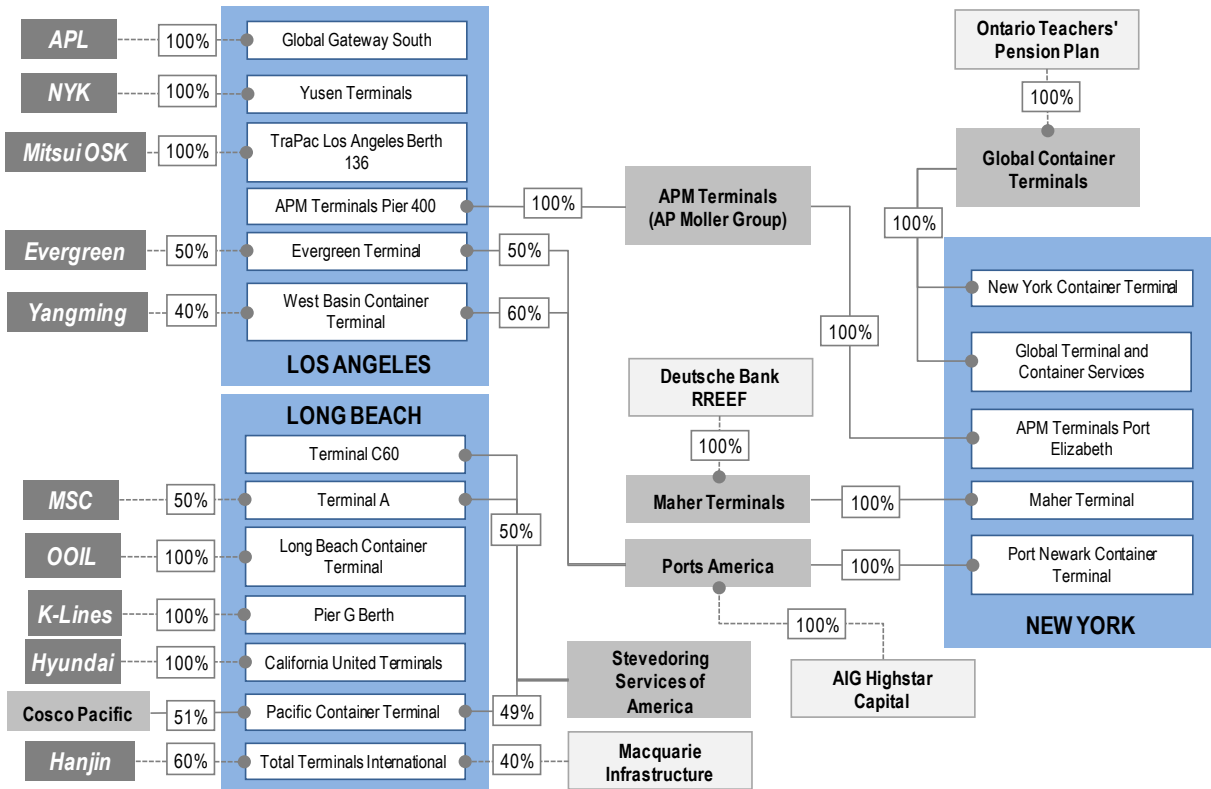 APL
100%
Global Gateway South
NYK
100%
Yusen Terminals
Mitsui OSK
100%
TraPac Los Angeles Berth
136
APM Terminals Pier 400
100%
Evergreen
50%
Evergreen Terminal
50%
Yangming
40%
West Basin Container
Terminal
60%
LOS ANGELES
LONG BEACH
Terminal C60
MSC
50%
Terminal A
50%
OOIL
100%
Long Beach Container
Terminal
K-Lines
100%
Pier G Berth
Hyundai
100%
California United Terminals
Cosco Pacific
51%
Pacific Container Terminal
49%
Hanjin
60%
Total Terminals International
40%
APM Terminals
(AP Moller Group)
100%
Deutsche Bank
RREEF
100%
Maher Terminals
100%
Ports America
100%
100%
AIG Highstar
Capital
Stevedoring
Services of
America
Macquarie
Infrastructure
Ontario Teachers'
Pension Plan
100%
Global Container
Terminals
100%
New York Container Terminal
Global Terminal and
Container Services
APM Terminals Port
Elizabeth
Maher Terminal
Port Newark Container
Terminal
NEW YORK